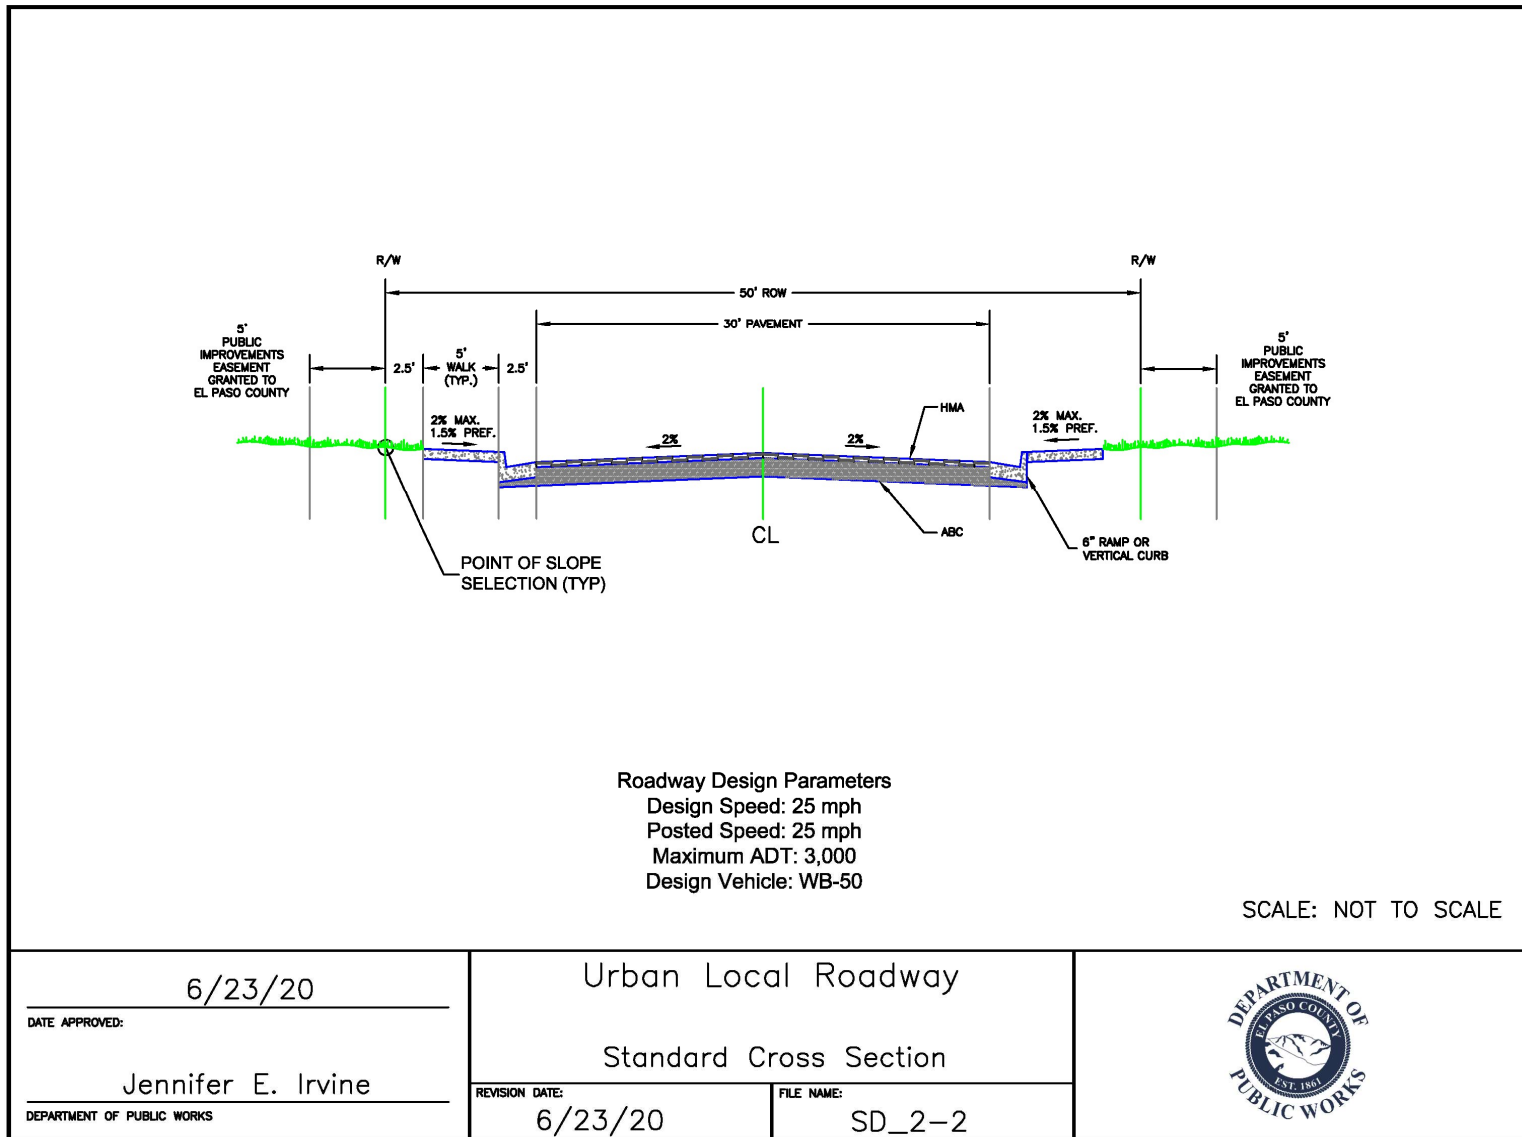 R/W
R/W
50' ROW
30' PAVEMENT
5'
PUBLIC
IMPROVEMENTS
EASEMENT
GRANTED TO
EL PASO COUNTY
2.5'
5'
WALK
(TYP.)
2.5'
5'
PUBLIC
IMPROVEMENTS
EASEMENT
GRANTED TO
EL PASO COUNTY
2% MAX.
1.5% PREF.
2%
2%
HMA
2% MAX.
1.5% PREF.
CL
ABC
6" RAMP OR
VERTICAL CURB
POINT OF SLOPE
SELECTION (TYP)
Roadway Design Parameters
Design Speed: 25 mph
Posted Speed: 25 mph
Maximum ADT: 3,000
Design Vehicle: WB-50
SCALE: NOT TO SCALE
6/23/20
DATE APPROVED:
Jennifer E. Irvine
DEPARTMENT OF PUBLIC WORKS
Urban Local Roadway
Standard Cross Section
REVISION DATE:
6/23/20
FILE NAME:
SD_2-2
DEPARTMENT OF
EL PASO COUNTY
EST. 1861
PUBLIC WORKS